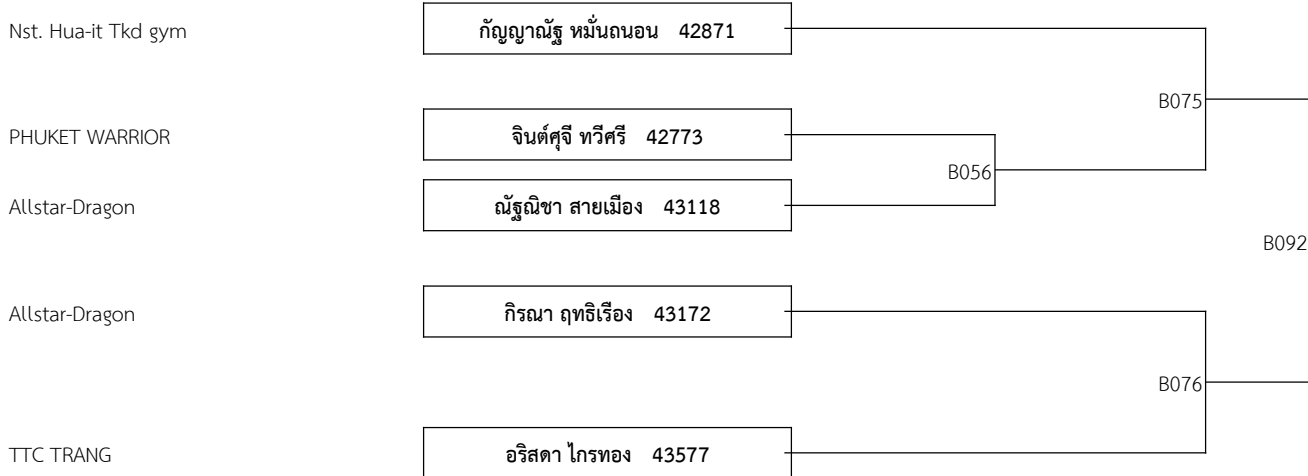 Nst. Hua-it Tkd gym กัญญาณัฐ หมั่นถนอน 42871
B075
PHUKET WARRIOR จินต์ศุจี ทวีศรี 42773
B056
Allstar-Dragon ณัฐณิชา สายเมือง 43118
B092
Allstar-Dragon กิรณา ฤทธิเรือง 43172
B076
TTC TRANG อริสดา ไกรทอง 43577